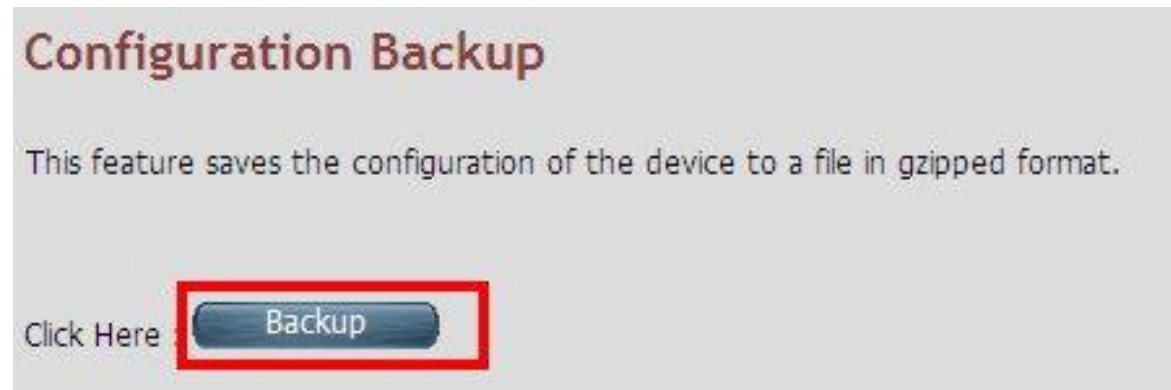 Configuration Backup
This feature saves the configuration of the device to a file in gzipped format.
Click Here : Backup